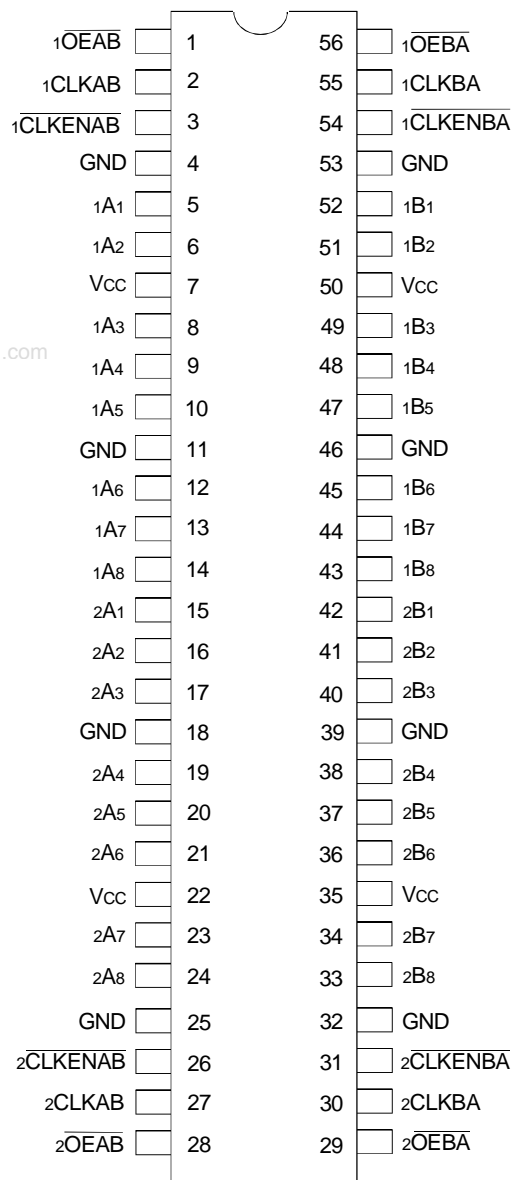 1OEAB 1 56 1OEBA
1CLKAB 2 55 1CLKBA
1CLKENAB 3 54 1CLKENBA
GND 4 53 GND
1A1 5 52 1B1
1A2 6 51 1B2
VCC 7 50 VCC
1A3 8 49 1B3
.com
1A4 9 48 1B4
1A5 10 47 1B5
GND 11 46 GND
1A6 12 45 1B6
1A7 13 44 1B7
1A8 14 43 1B8
2A1 15 42 2B1
2A2 16 41 2B2
2A3 17 40 2B3
GND 18 39 GND
2A4 19 38 2B4
2A5 20 37 2B5
2A6 21 36 2B6
VCC 22 35 VCC
2A7 23 34 2B7
2A8 24 33 2B8
GND 25 32 GND
2CLKENAB 26 31 2CLKENBA
2CLKAB 27 30 2CLKBA
2OEAB 28 29 2OEBA